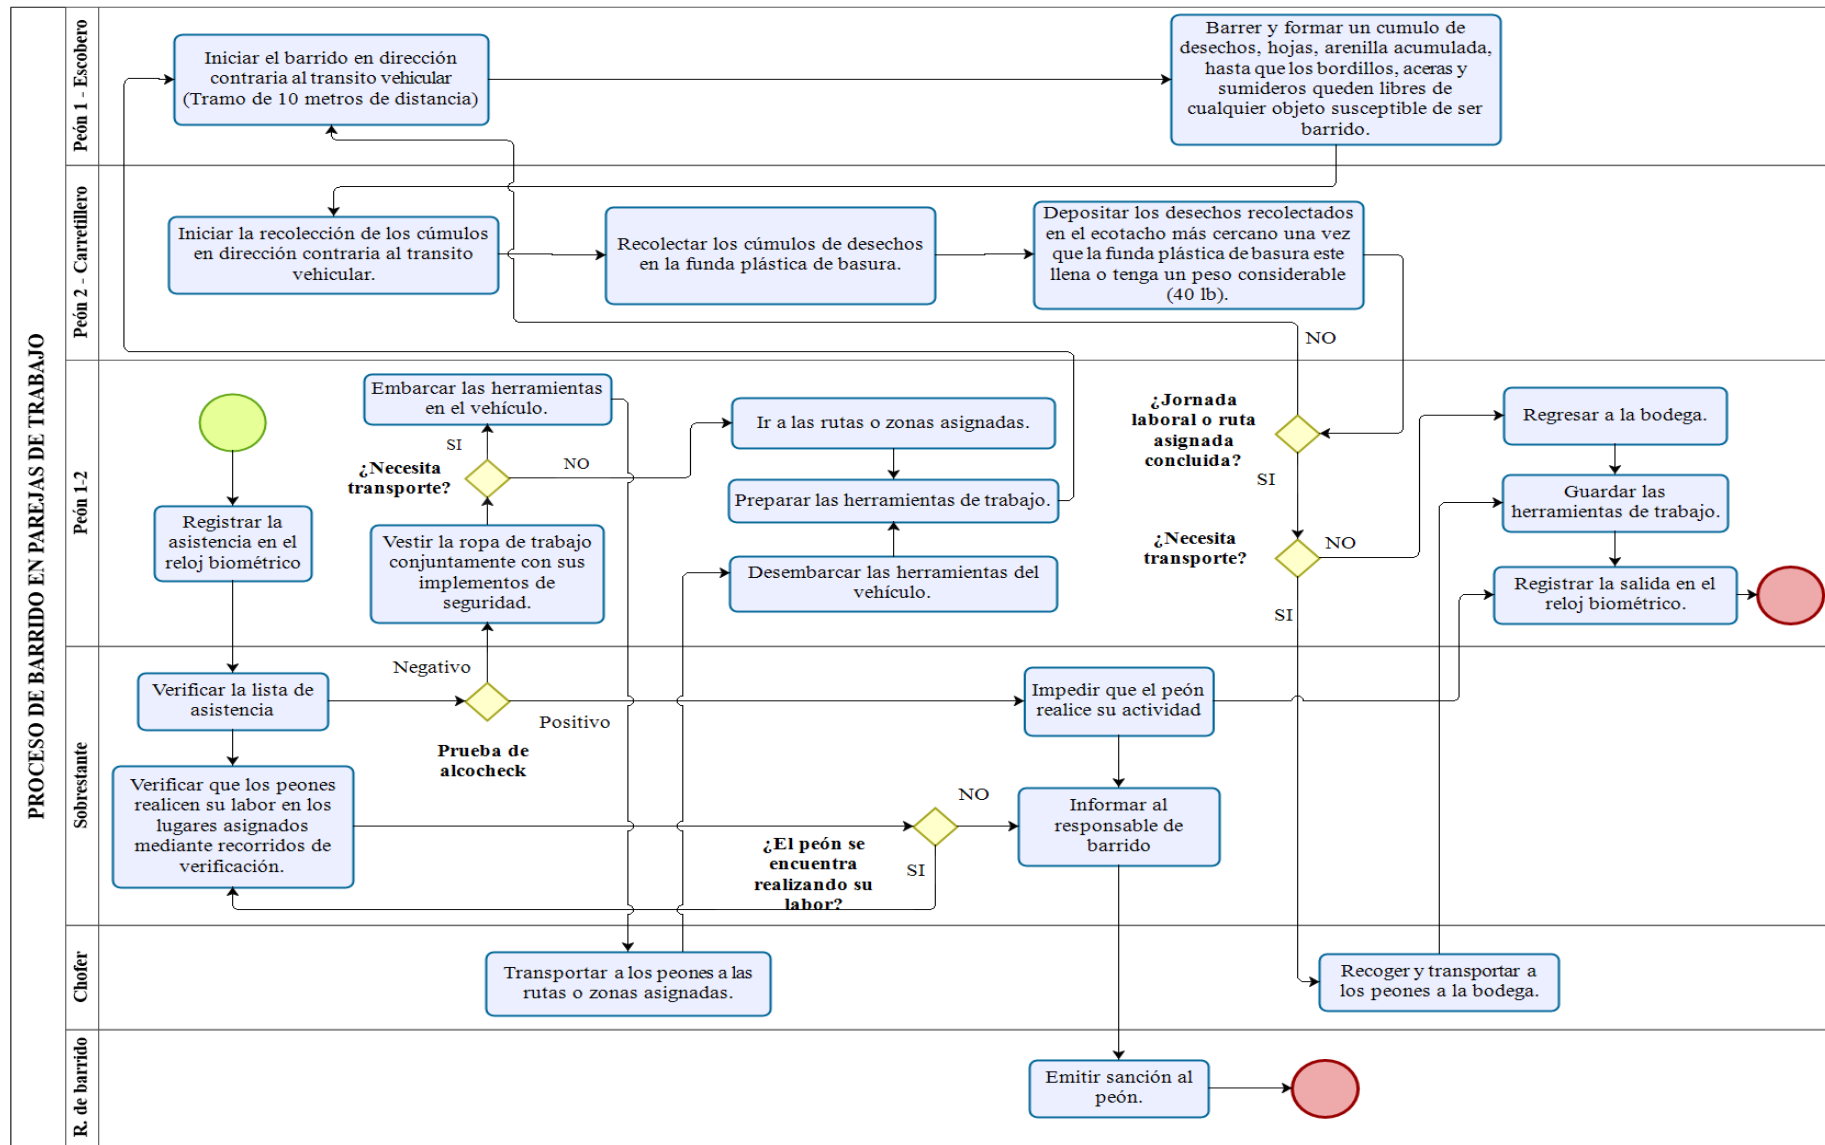 PROCESO DE BARRIDO EN PAREJAS DE TRABAJO
Peón 1 - Escobero
Iniciar el barrido en dirección
contraria al transito vehicular
(Tramo de 10 metros de distancia)
Barrer y formar un cumulo de
desechos, hojas, arenilla acumulada,
hasta que los bordillos, aceras y
sumideros queden libres de
cualquier objeto susceptible de ser
barrido.
Peón 2 - Carretillero
Iniciar la recolección de los cúmulos
en dirección contraria al transito
vehicular.
Recolectar los cúmulos de desechos
en la funda plástica de basura.
Depositar los desechos recolectados
en el ecotacho más cercano una vez
que la funda plástica de basura este
llena o tenga un peso considerable
(40 lb).
NO
Peón 1-2
Registrar la
asistencia en el
reloj biométrico
Embarcar las herramientas
en el vehículo.
SI
¿Necesita
transporte?
NO
Vestir la ropa de trabajo
conjuntamente con sus
implementos de
seguridad.
Ir a las rutas o zonas asignadas.
Preparar las herramientas de trabajo.
Desembarcar las herramientas del
vehículo.
¿Jornada
laboral o ruta
asignada
concluida?
SI
¿Necesita
transporte?
NO
SI
Regresar a la bodega.
Guardar las
herramientas de trabajo.
Registrar la salida en el
reloj biométrico.
Sobrestante
Verificar la lista de
asistencia
Negativo
Positivo
Prueba de
alcocheck
Impedir que el peón
realice su actividad
Verificar que los peones
realicen su labor en los
lugares asignados
mediante recorridos de
verificación.
NO
¿El peón se
encuentra
realizando su
labor?
SI
Informar al
responsable de
barrido
Chofer
Transportar a los peones a las
rutas o zonas asignadas.
Recoger y transportar a
los peones a la bodega.
R. de barrido
Emitir sanción al
peón.